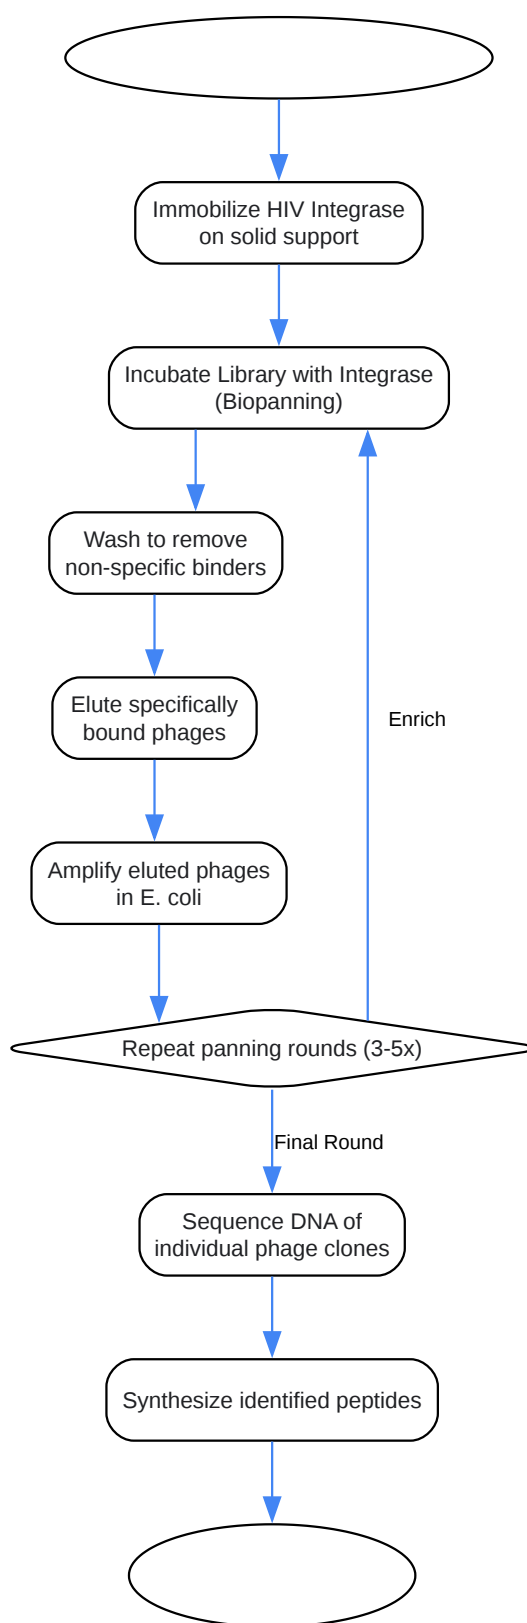 Immobilize HIV Integrase
on solid support
Incubate Library with Integrase
(Biopanning)
Wash to remove
non-specific binders
Elute specifically
bound phages
Enrich
Amplify eluted phages
in E. coli
Repeat panning rounds (3-5x)
Final Round
Sequence DNA of
individual phage clones
Synthesize identified peptides